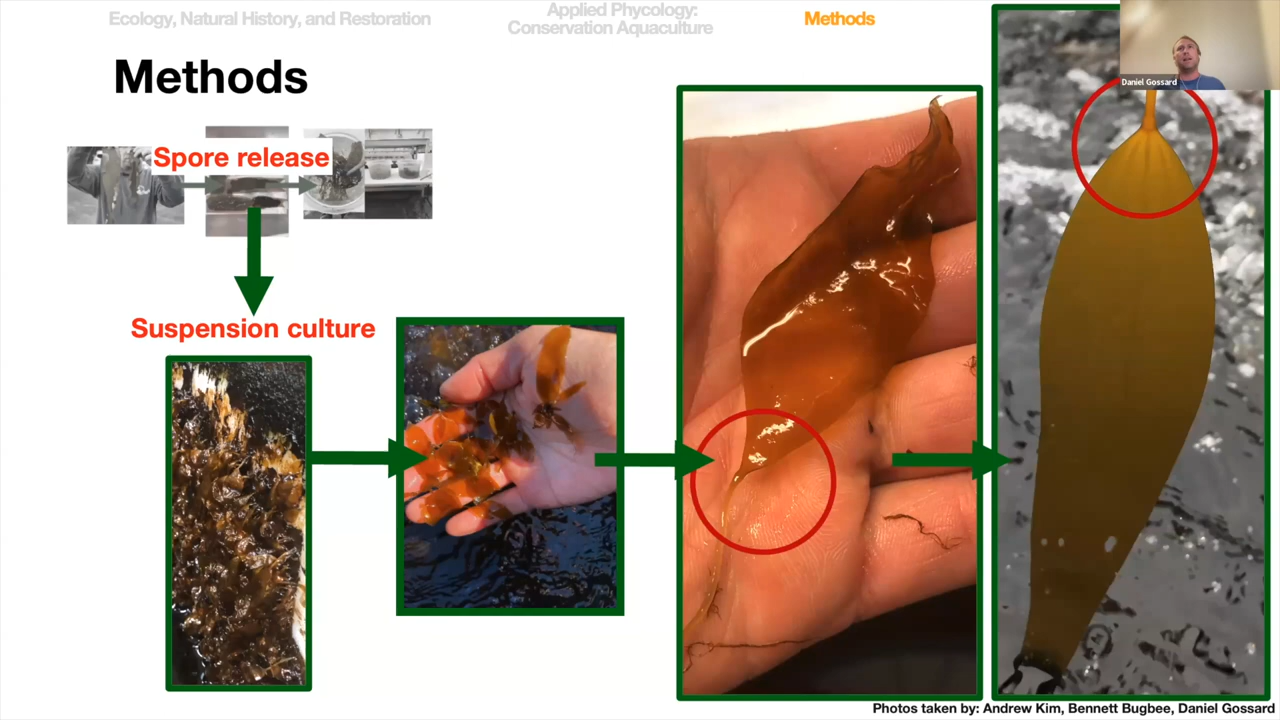 Ecology, Natural History, and Restoration
Applied Phycology:
Conservation Aquaculture
Methods
Daniel Gossard
Methods
Spore release
Suspension culture
Photos taken by: Andrew Kim, Bennett Bugbee, Daniel Gossard